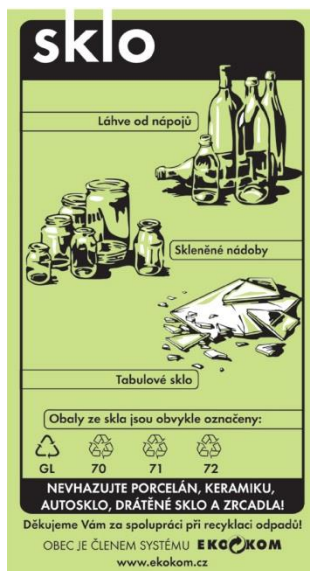 sklo
Láhve od nápojů
Skleněné nádoby
Tabulové sklo
Obaly ze skla jsou obvykle označeny:
GL 70 71 72
NEVHAZUJTE PORCELÁN, KERAMIKU,
AUTOSKLO, DRÁTĚNÉ SKLO A ZRCADLA!
Děkujeme Vám za spolupráci při recyklaci odpadů!
OBEC JE ČLENEM SYSTÉMU EKOKOM
www.ekokom.cz